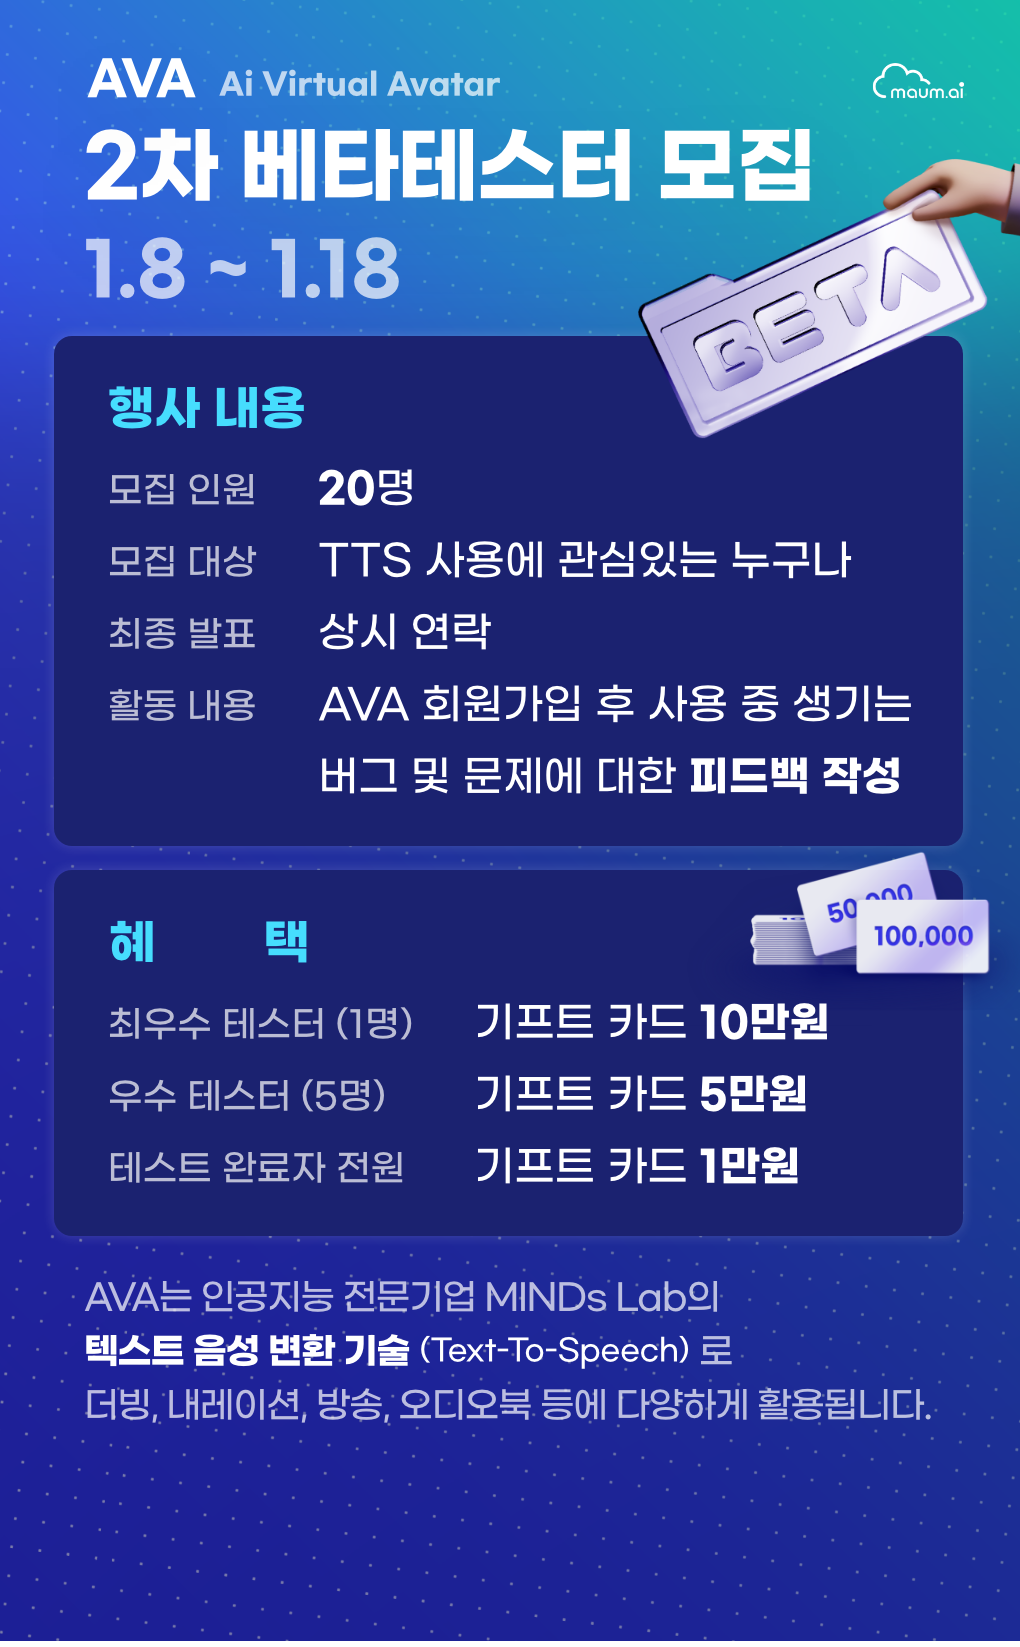 AVA Ai Virtual Avatar
maum.ai
2차 베타테스터 모집
1.8 ~ 1.18
BETA
행사 내용
모집 인원 20명
모집 대상 TTS 사용에 관심있는 누구나
최종 발표 상시 연락
활동 내용 AVA 회원가입 후 사용 중 생기는
버그 및 문제에 대한 피드백 작성
50,000
100,000
혜 택
최우수 테스터 (1명) 기프트 카드 10만원
우수 테스터 (5명) 기프트 카드 5만원
테스트 완료자 전원 기프트 카드 1만원
AVA는 인공지능 전문기업 MINDs Lab의
텍스트 음성 변환 기술 (Text-To-Speech) 로
더빙, 내레이션, 방송, 오디오북 등에 다양하게 활용됩니다.